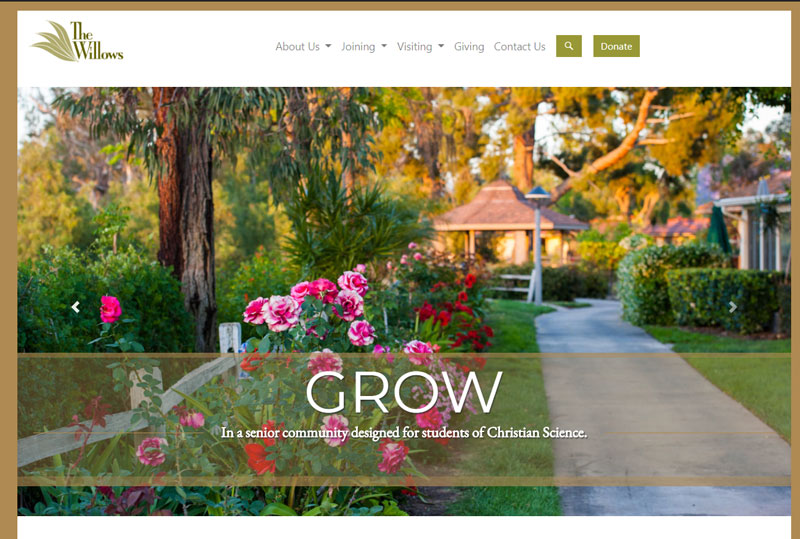 The
Willows
About Us Joining Visiting Giving Contact Us Donate
GROW
In a senior community designed for students of Christian Science.